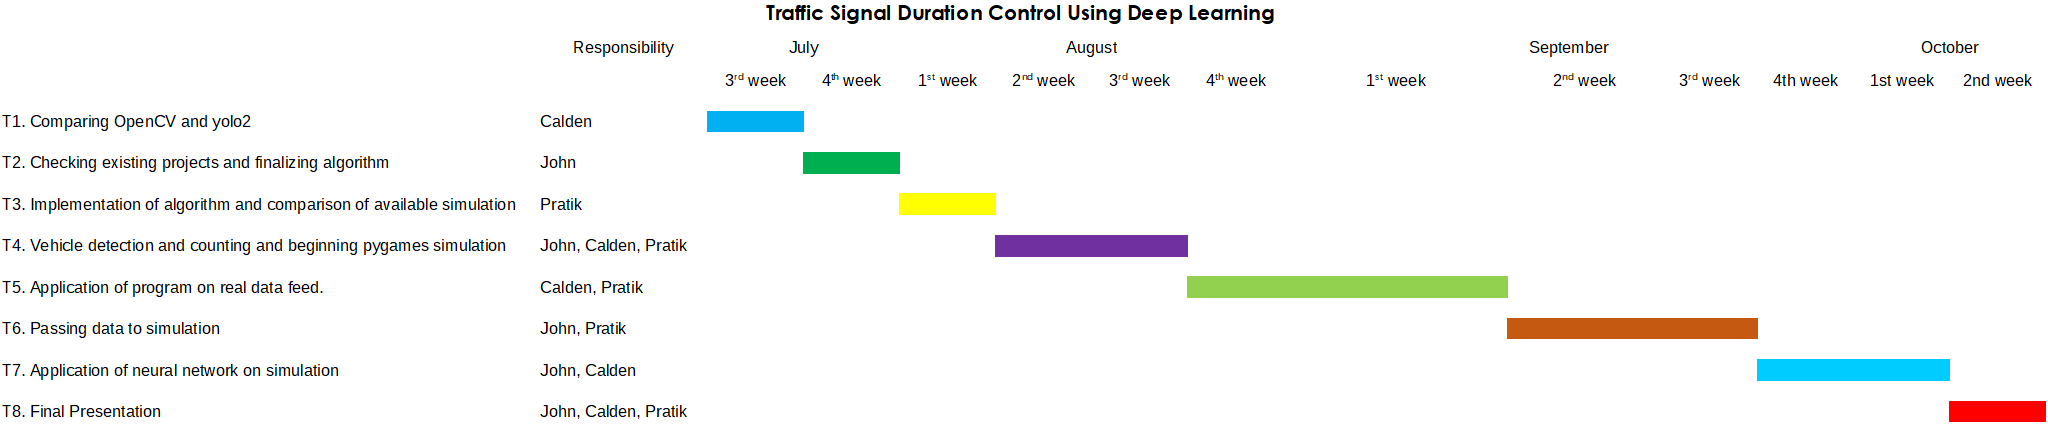 Traffic Signal Duration Control Using Deep Learning
Responsibility July August September October
3rd week 4th week 1st week 2nd week 3rd week 4th week 1st week 2nd week 3rd week 4th week 1st week 2nd week
T1. Comparing OpenCV and yolo2 Calden
T2. Checking existing projects and finalizing algorithm John
T3. Implementation of algorithm and comparison of available simulation Pratik
T4. Vehicle detection and counting and beginning pygames simulation John, Calden, Pratik
T5. Application of program on real data feed. Calden, Pratik
T6. Passing data to simulation John, Pratik
T7. Application of neural network on simulation John, Calden
T8. Final Presentation John, Calden, Pratik